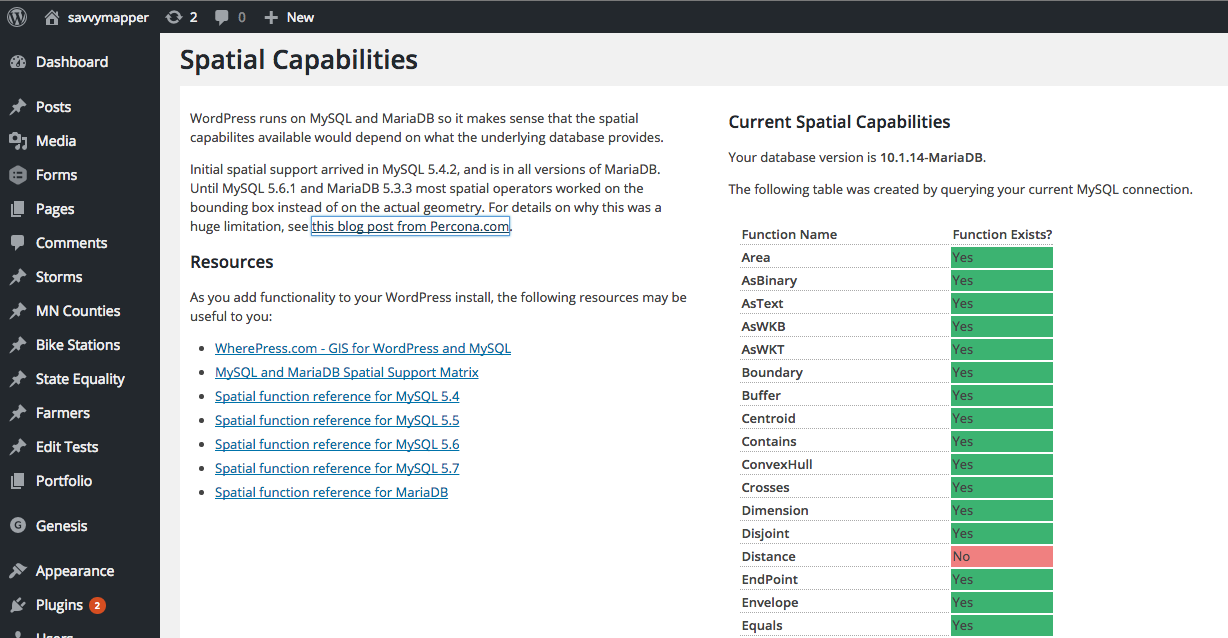 savvymapper 2 0 New
Dashboard
Posts
Media
Forms
Pages
Comments
Storms
MN Counties
Bike Stations
State Equality
Farmers
Edit Tests
Portfolio
Genesis
Appearance
Plugins 2
Users
Spatial Capabilities
WordPress runs on MySQL and MariaDB so it makes sense that the spatial
capabilites available would depend on what the underlying database provides.
Initial spatial support arrived in MySQL 5.4.2, and is in all versions of MariaDB.
Until MySQL 5.6.1 and MariaDB 5.3.3 most spatial operators worked on the
bounding box instead of on the actual geometry. For details on why this was a
huge limitation, see this blog post from Percona.com.
Resources
As you add functionality to your WordPress install, the following resources may be
useful to you:
• WherePress.com - GIS for WordPress and MySQL
• MySQL and MariaDB Spatial Support Matrix
• Spatial function reference for MySQL 5.4
• Spatial function reference for MySQL 5.5
• Spatial function reference for MySQL 5.6
• Spatial function reference for MySQL 5.7
• Spatial function reference for MariaDB
Current Spatial Capabilities
Your database version is 10.1.14-MariaDB.
The following table was created by querying your current MySQL connection.
Function Name Function Exists?
Area Yes
AsBinary Yes
AsText Yes
AsWKB Yes
AsWKT Yes
Boundary Yes
Buffer Yes
Centroid Yes
Contains Yes
ConvexHull Yes
Crosses Yes
Dimension Yes
Disjoint Yes
Distance No
EndPoint Yes
Envelope Yes
Equals Yes